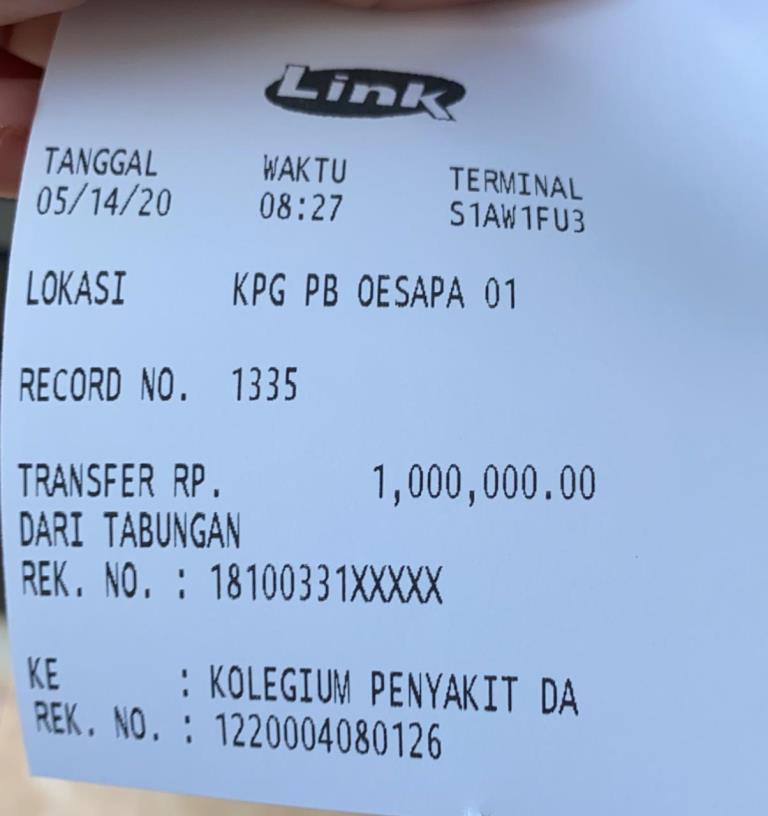 Link
TANGGAL WAKTU TERMINAL
05/14/20 08:27 S1AW1FU3
LOKASI KPG PB OESAPA 01
RECORD NO. 1335
TRANSFER RP. 1,000,000.00
DARI TABUNGAN
REK. NO. : 18100331XXXXX
KE : KOLEGIUM PENYAKIT DA
REK. NO. : 1220004080126